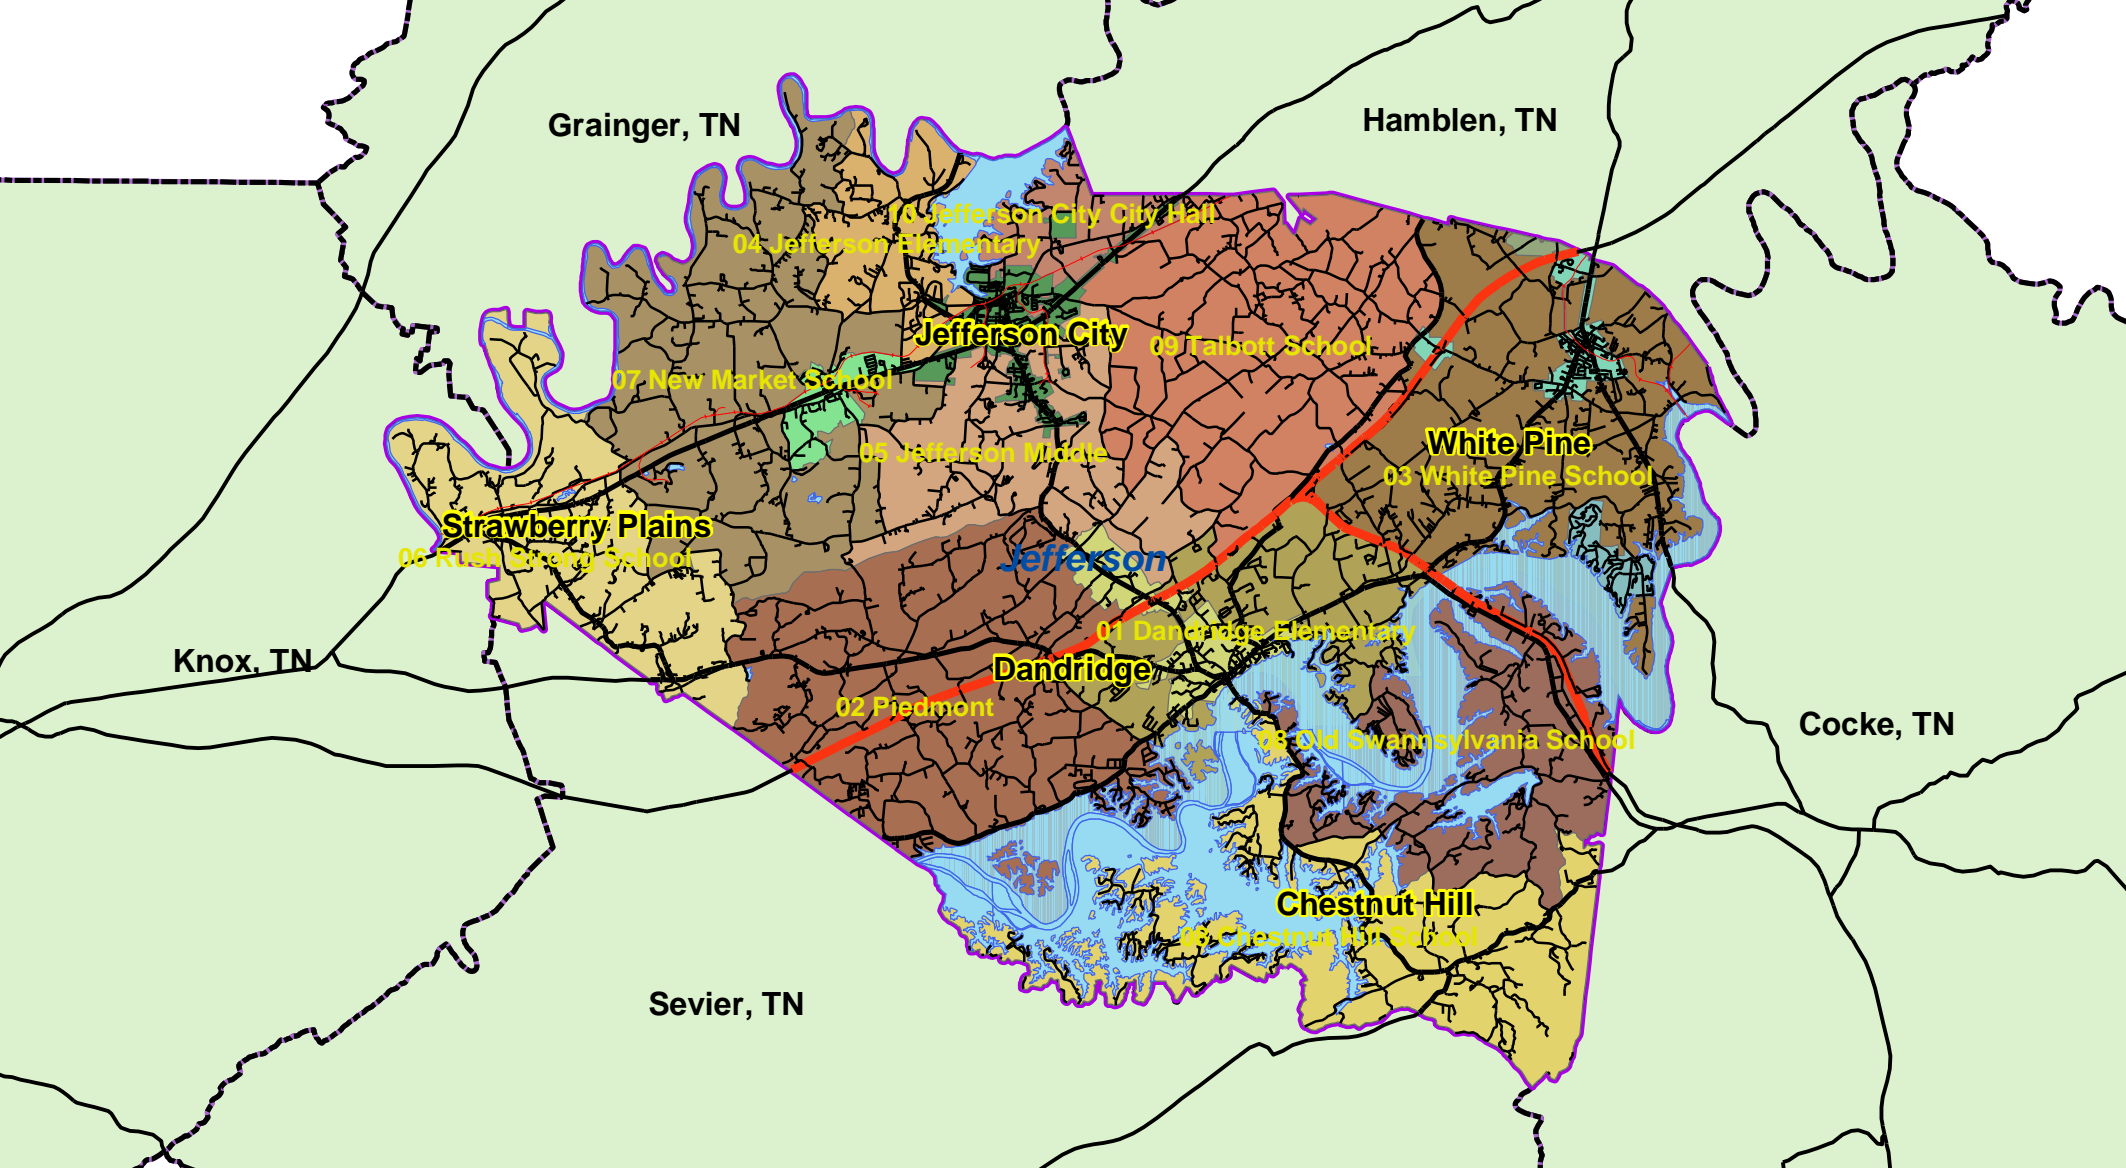 Grainger, TN
Hamblen, TN
10 Jefferson City City Hall
04 Jefferson Elementary
Jefferson City
09 Talbott School
07 New Market School
White Pine
05 Jefferson Middle
03 White Pine School
Strawberry Plains
06 Rush Strong School
Jefferson
01 Dandridge Elementary
Knox, TN
Dandridge
02 Piedmont
Cocke, TN
08 Old Swannsylvania School
Chestnut Hill
Chestnut Hill School
Sevier, TN